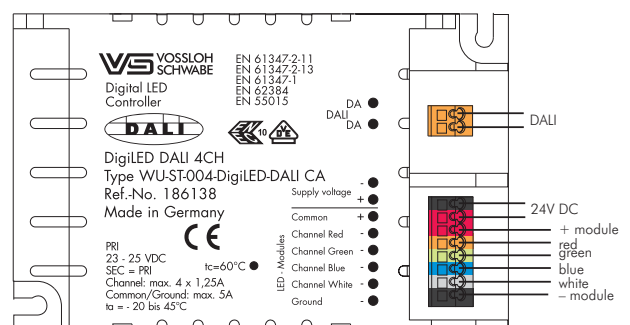 VS VOSSLOH
SCHWABE
Digital LED
Controller
DALI
EN 61347-2-11
EN 61347-2-13
EN 61347-1
EN 62384
EN 55015
10
VDE
DigiLED DALI 4CH
Type WU-ST-004-DigiLED-DALI CA
Ref.-No. 186138
Made in Germany
CE
PRI
23 - 25 VDC
SEC = PRI
tc=60°C
Channel: max. 4 x 1,25A
Common/Ground: max. 5A
ta = - 20 bis 45°C
DA
DALI
DA
Supply voltage
-
+
LED - Modules
Common +
Channel Red -
Channel Green -
Channel Blue -
Channel White -
Ground -
DALI
24V DC
+ module
red
green
blue
white
– module